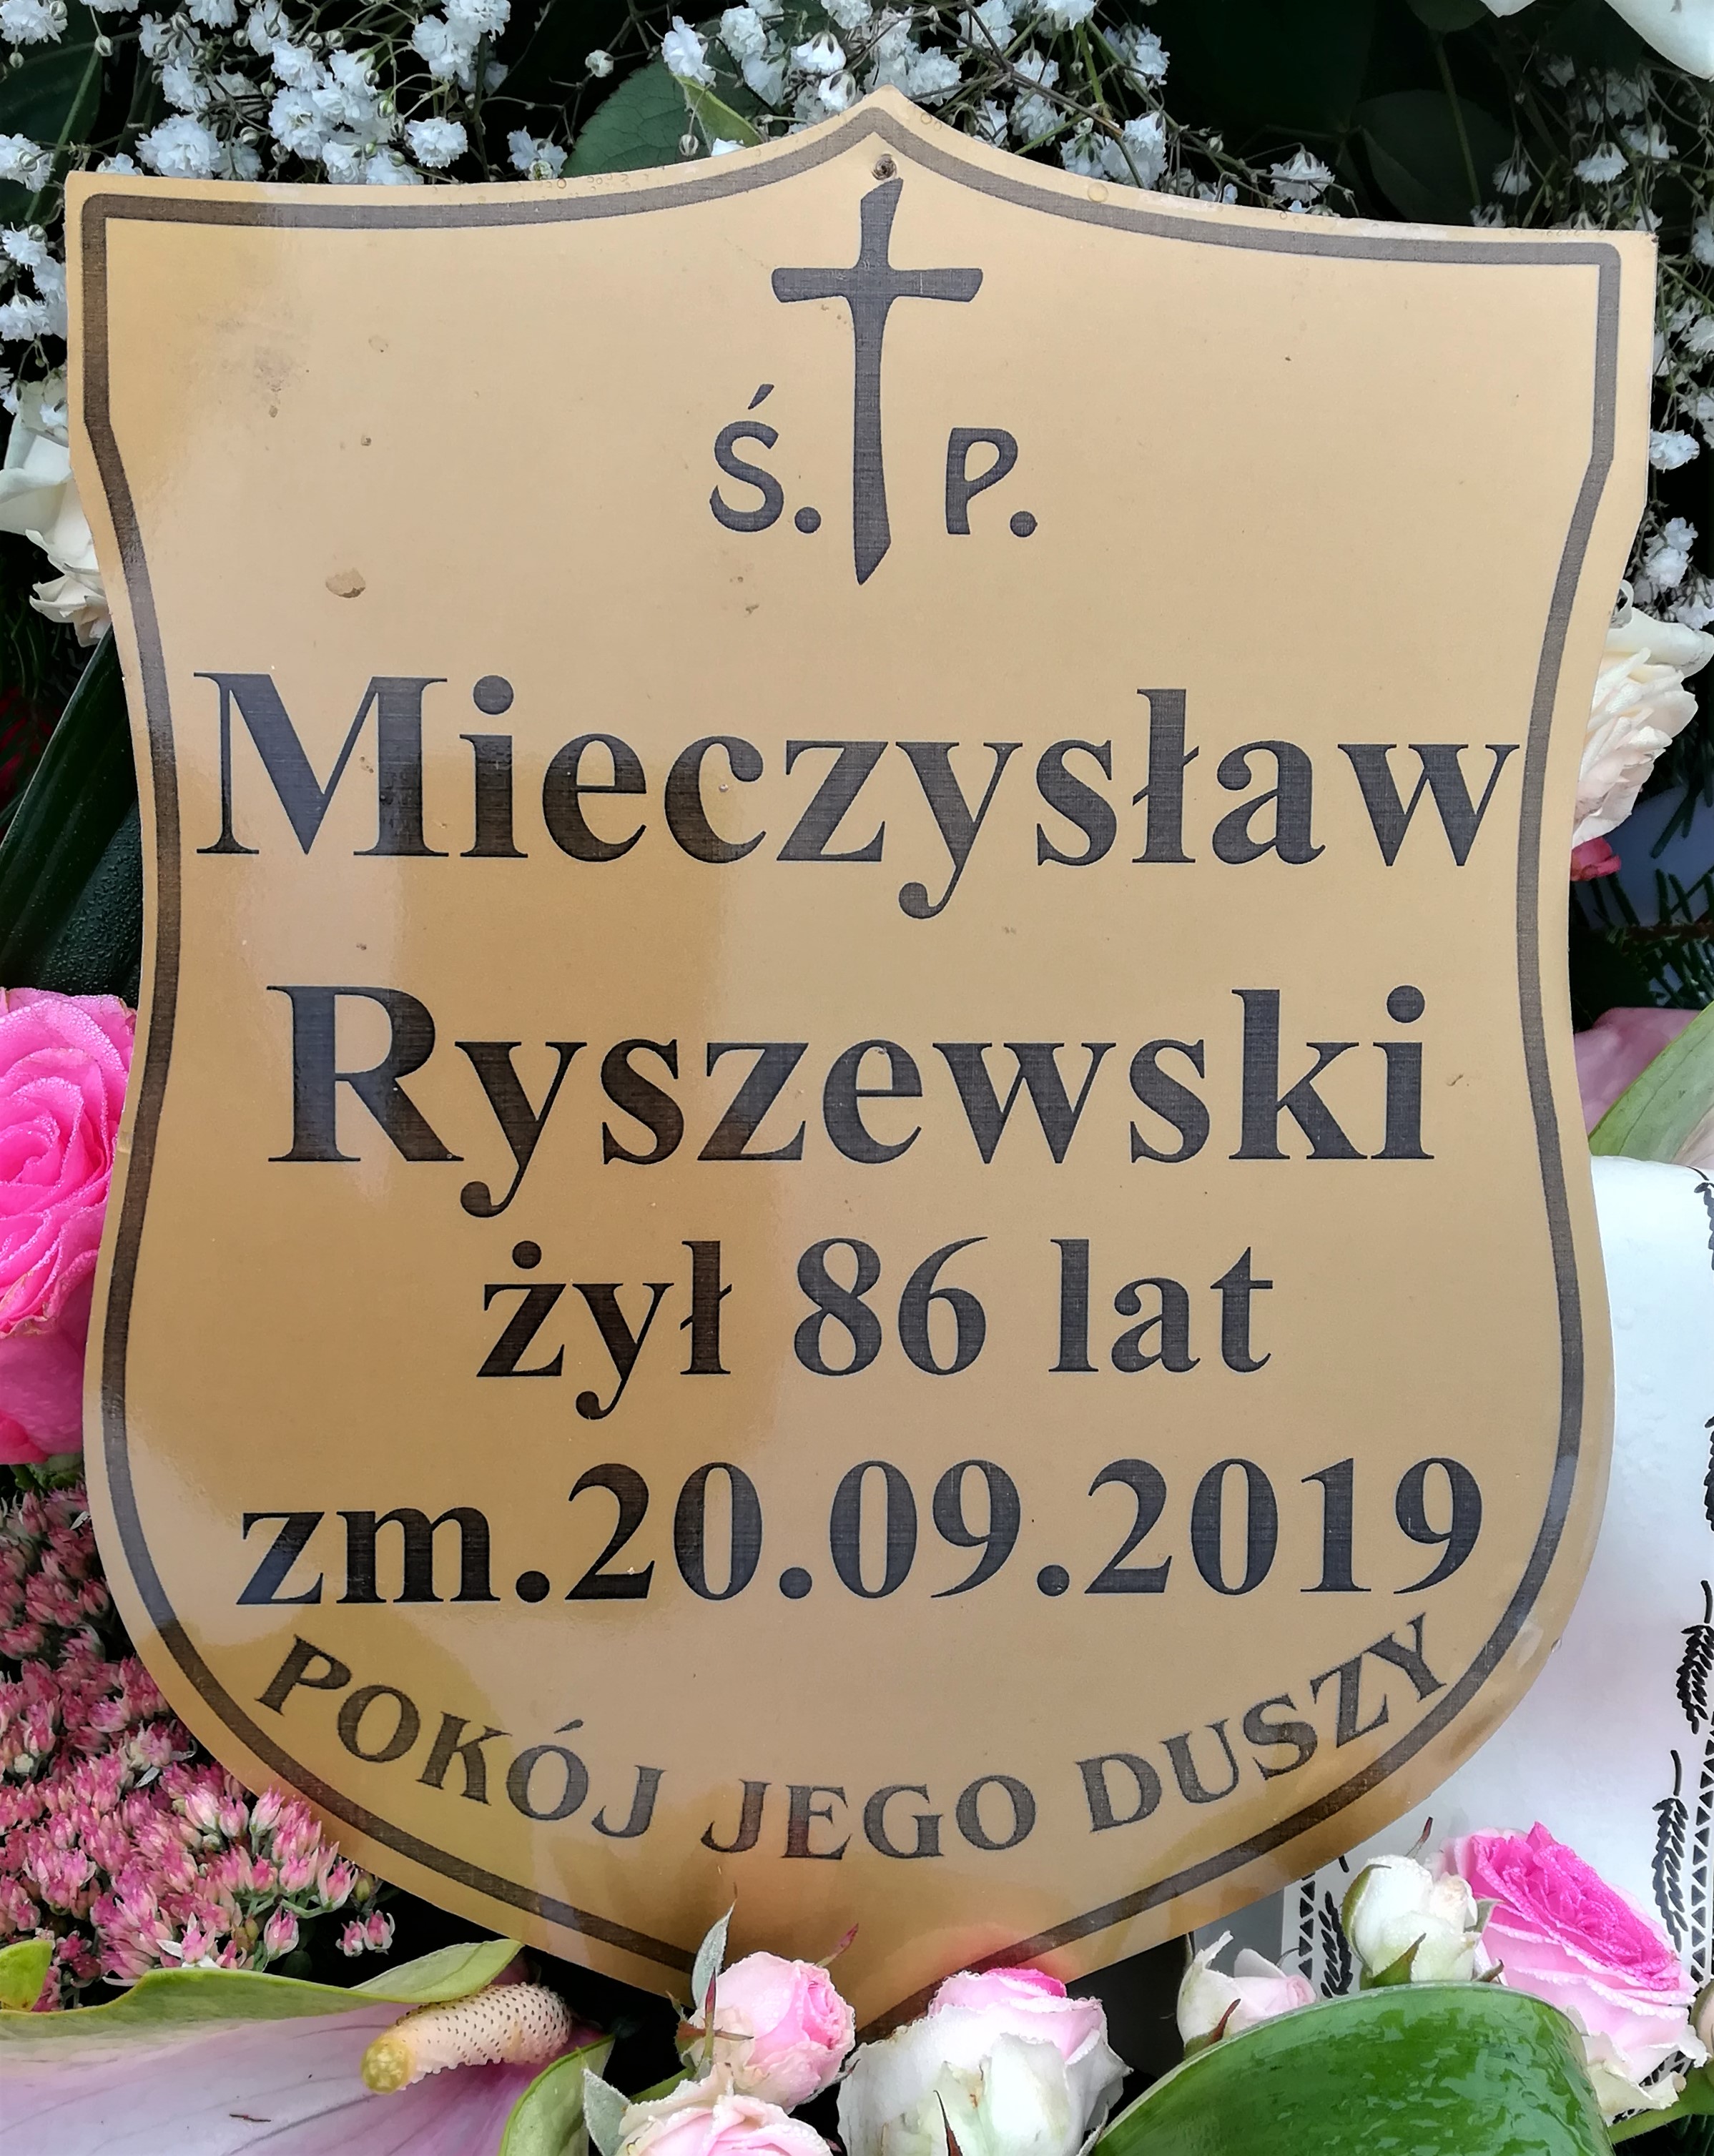 Ś. P.
Mieczysław
Ryszewski
żył 86 lat
zm.20.09.2019
POKÓJ JEGO DUSZY